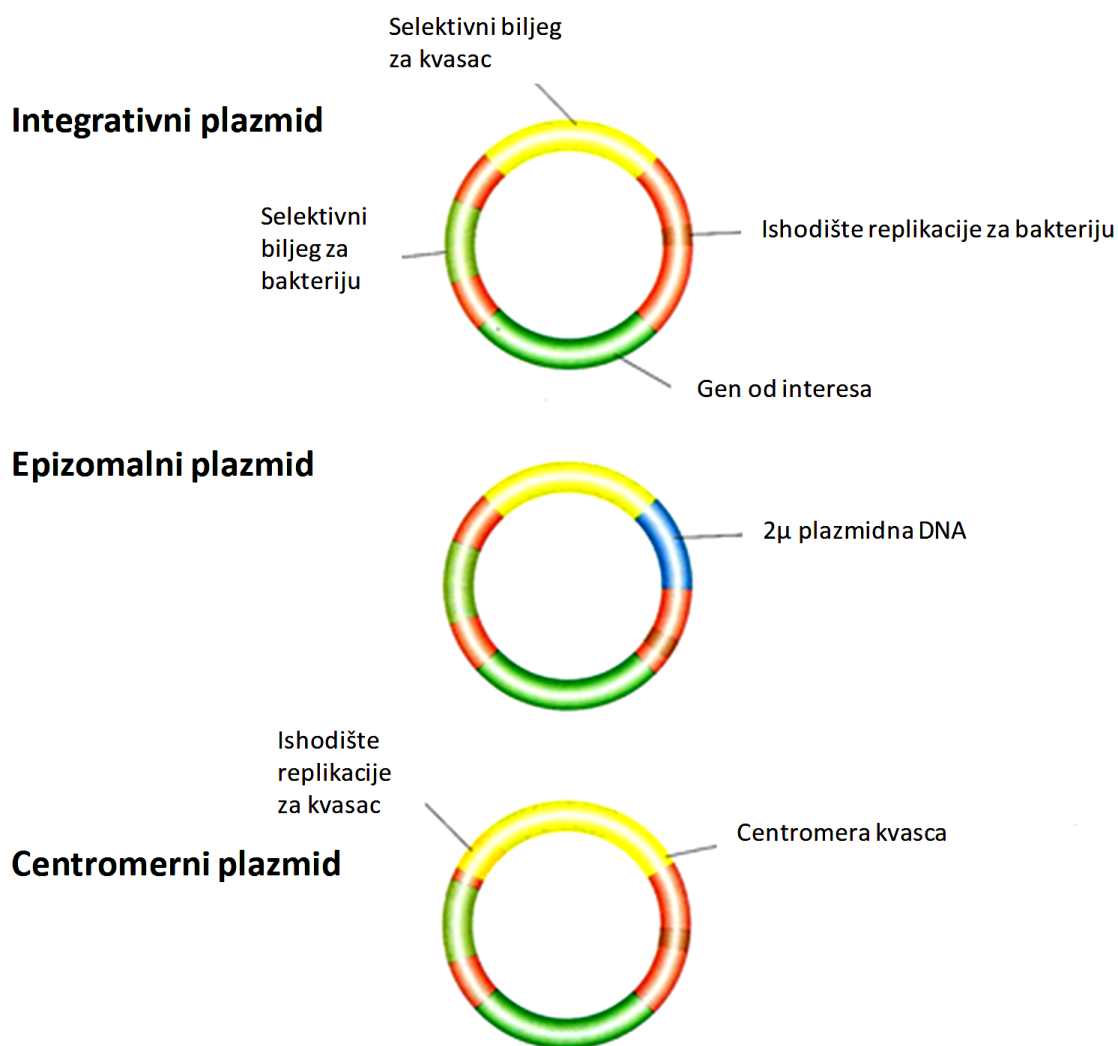 Selektivni biljeg
za kvasac
Integrativni plazmid
Selektivni
biljeg za
bakteriju
Ishodište replikacije za bakteriju
Gen od interesa
Epizomalni plazmid
2μ plazmidna DNA
Ishodište
replikacije
za kvasac
Centromera kvasca
Centromerni plazmid